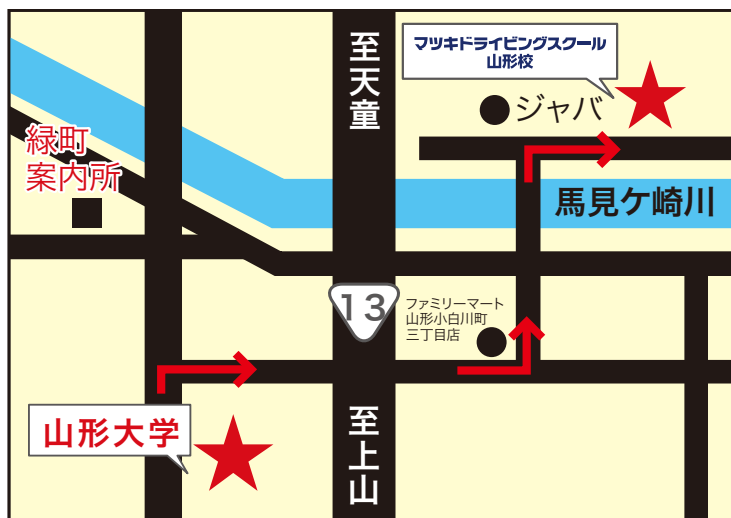 至天童
マツキドライビングスクール
山形校
ジャバ
緑町
案内所
馬見ケ崎川
13
ファミリーマート
山形小白川町
三丁目店
山形大学
至上山